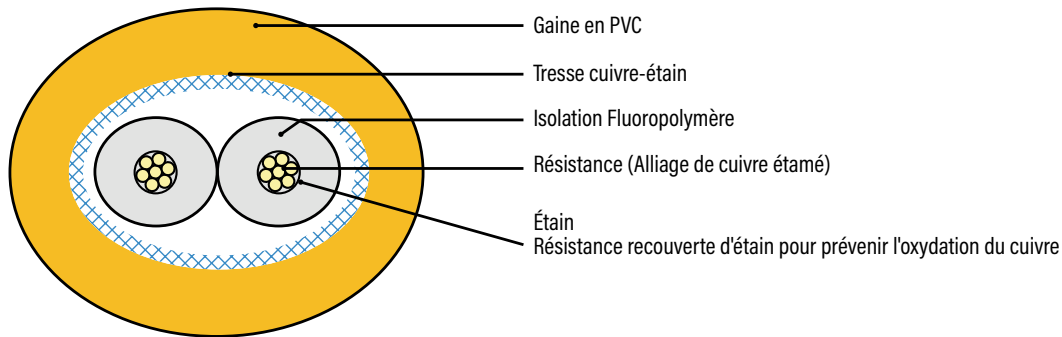 Gaine en PVC
Tresse cuivre-étain
Isolation Fluoropolymère
Résistance (Alliage de cuivre étamé)
Étain
Résistance recouverte d'étain pour prévenir l'oxydation du cuivre